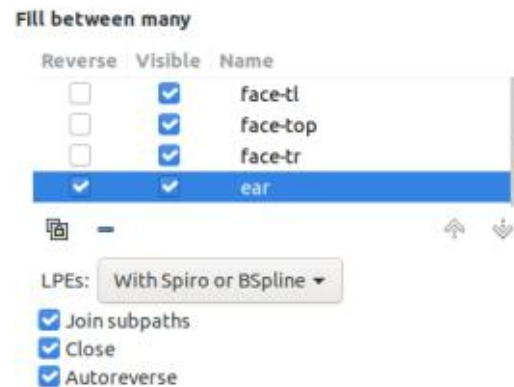 Fill between many
Reverse Visible Name
face-tl
face-top
face-tr
ear
LPEs: With Spiro or BSpline
Join subpaths
Close
Autoreverse